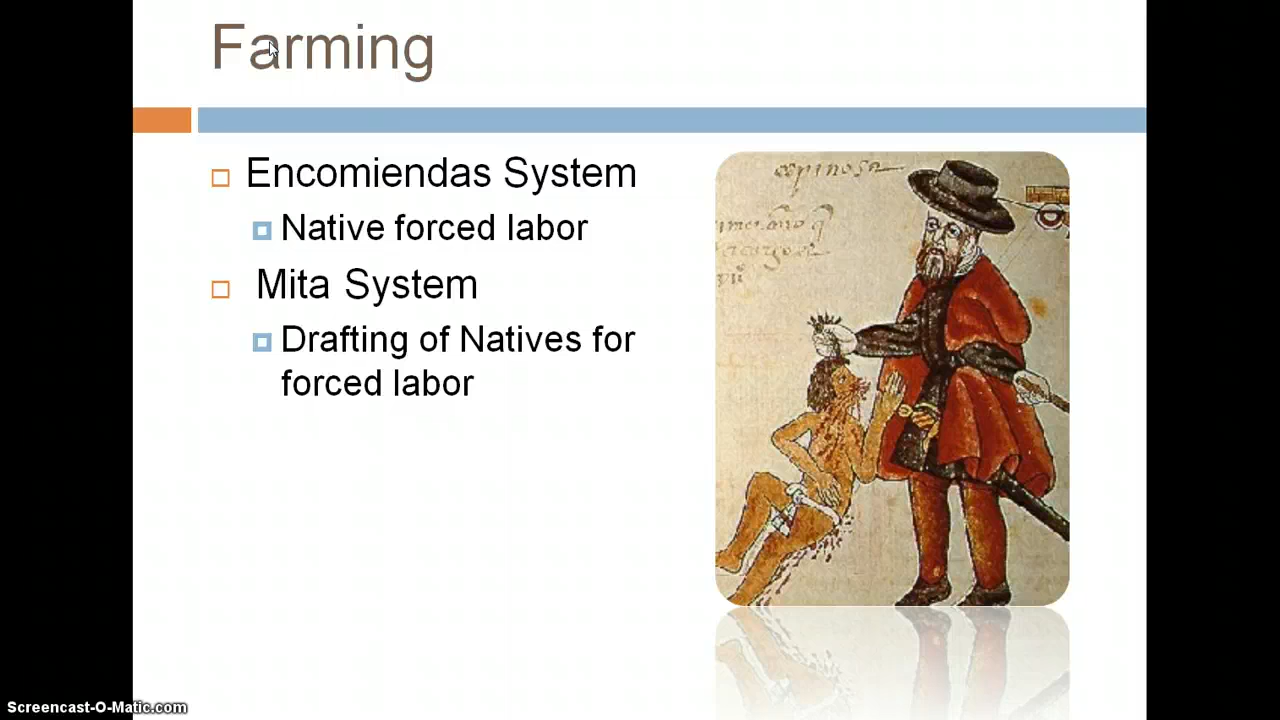 Farming
Encomiendas System
Native forced labor
Mita System
Drafting of Natives for
forced labor
Screencast-O-Matic.com